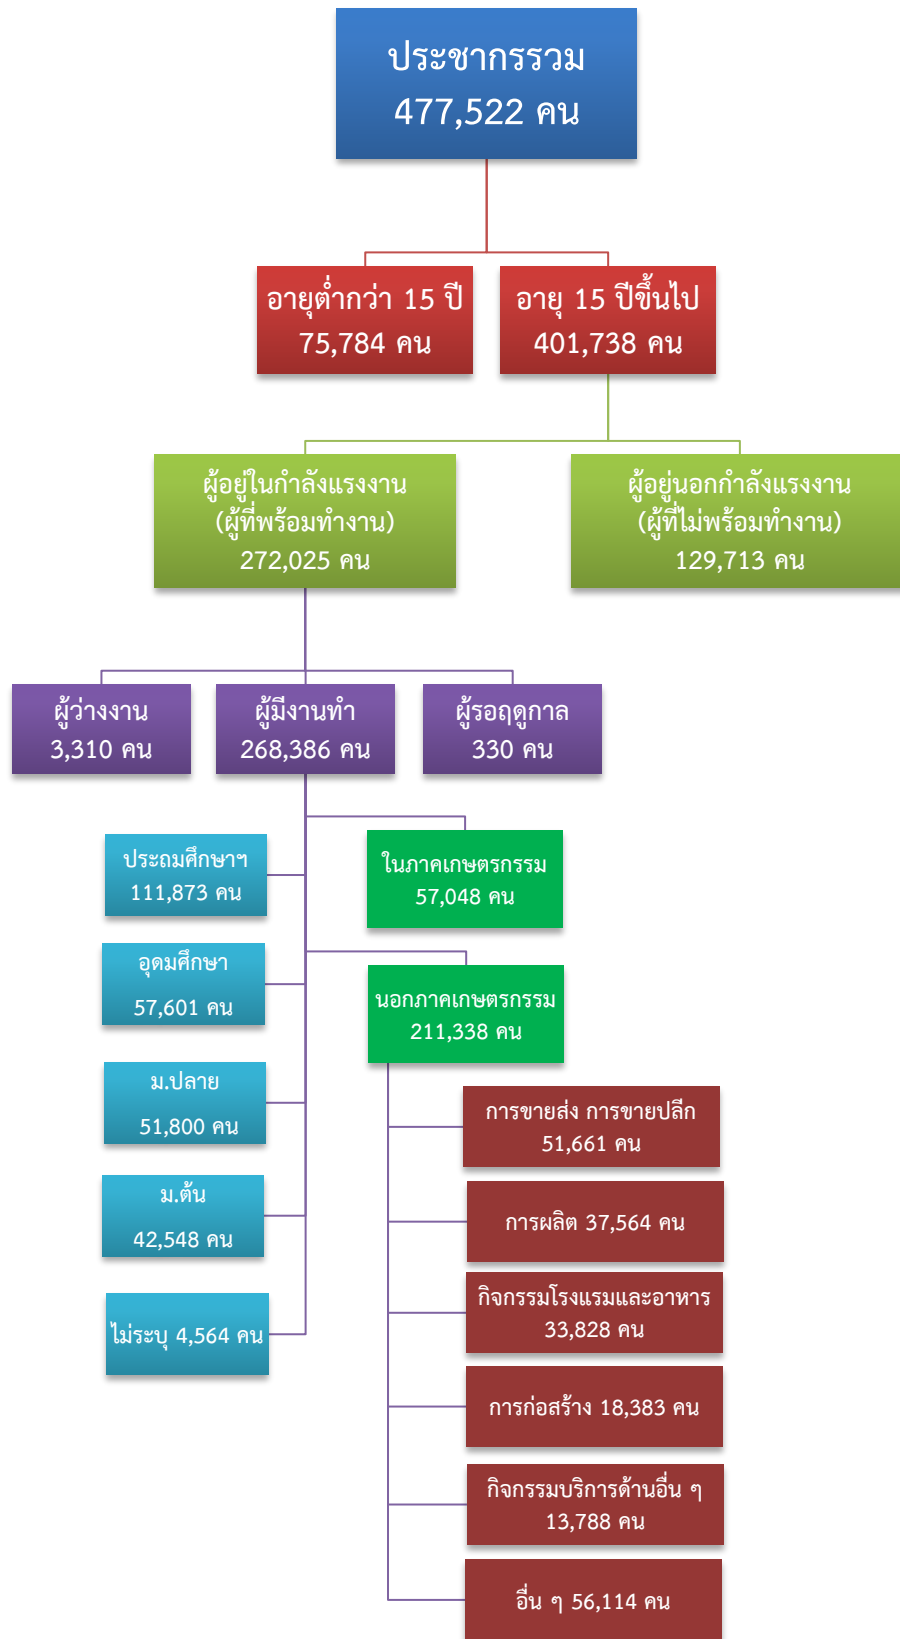 ประชากรรวม
477,522 คน
อายุต่ำกว่า 15 ปี
75,784 คน
อายุ 15 ปีขึ้นไป
401,738 คน
ผู้อยู่ในกำลังแรงงาน
(ผู้ที่พร้อมทำงาน)
272,025 คน
ผู้อยู่นอกกำลังแรงงาน
(ผู้ที่ไม่พร้อมทำงาน)
129,713 คน
ผู้ว่างงาน
3,310 คน
ผู้มีงานทำ
268,386 คน
ผู้รอฤดูกาล
330 คน
ประถมศึกษาฯ
111,873 คน
อุดมศึกษา
57,601 คน
ม.ปลาย
51,800 คน
ม.ต้น
42,548 คน
ไม่ระบุ 4,564 คน
ในภาคเกษตรกรรม
57,048 คน
นอกภาคเกษตรกรรม
211,338 คน
การขายส่ง การขายปลีก
51,661 คน
การผลิต 37,564 คน
กิจกรรมโรงแรมและอาหาร
33,828 คน
การก่อสร้าง 18,383 คน
กิจกรรมบริการด้านอื่น ๆ
13,788 คน
อื่น ๆ 56,114 คน